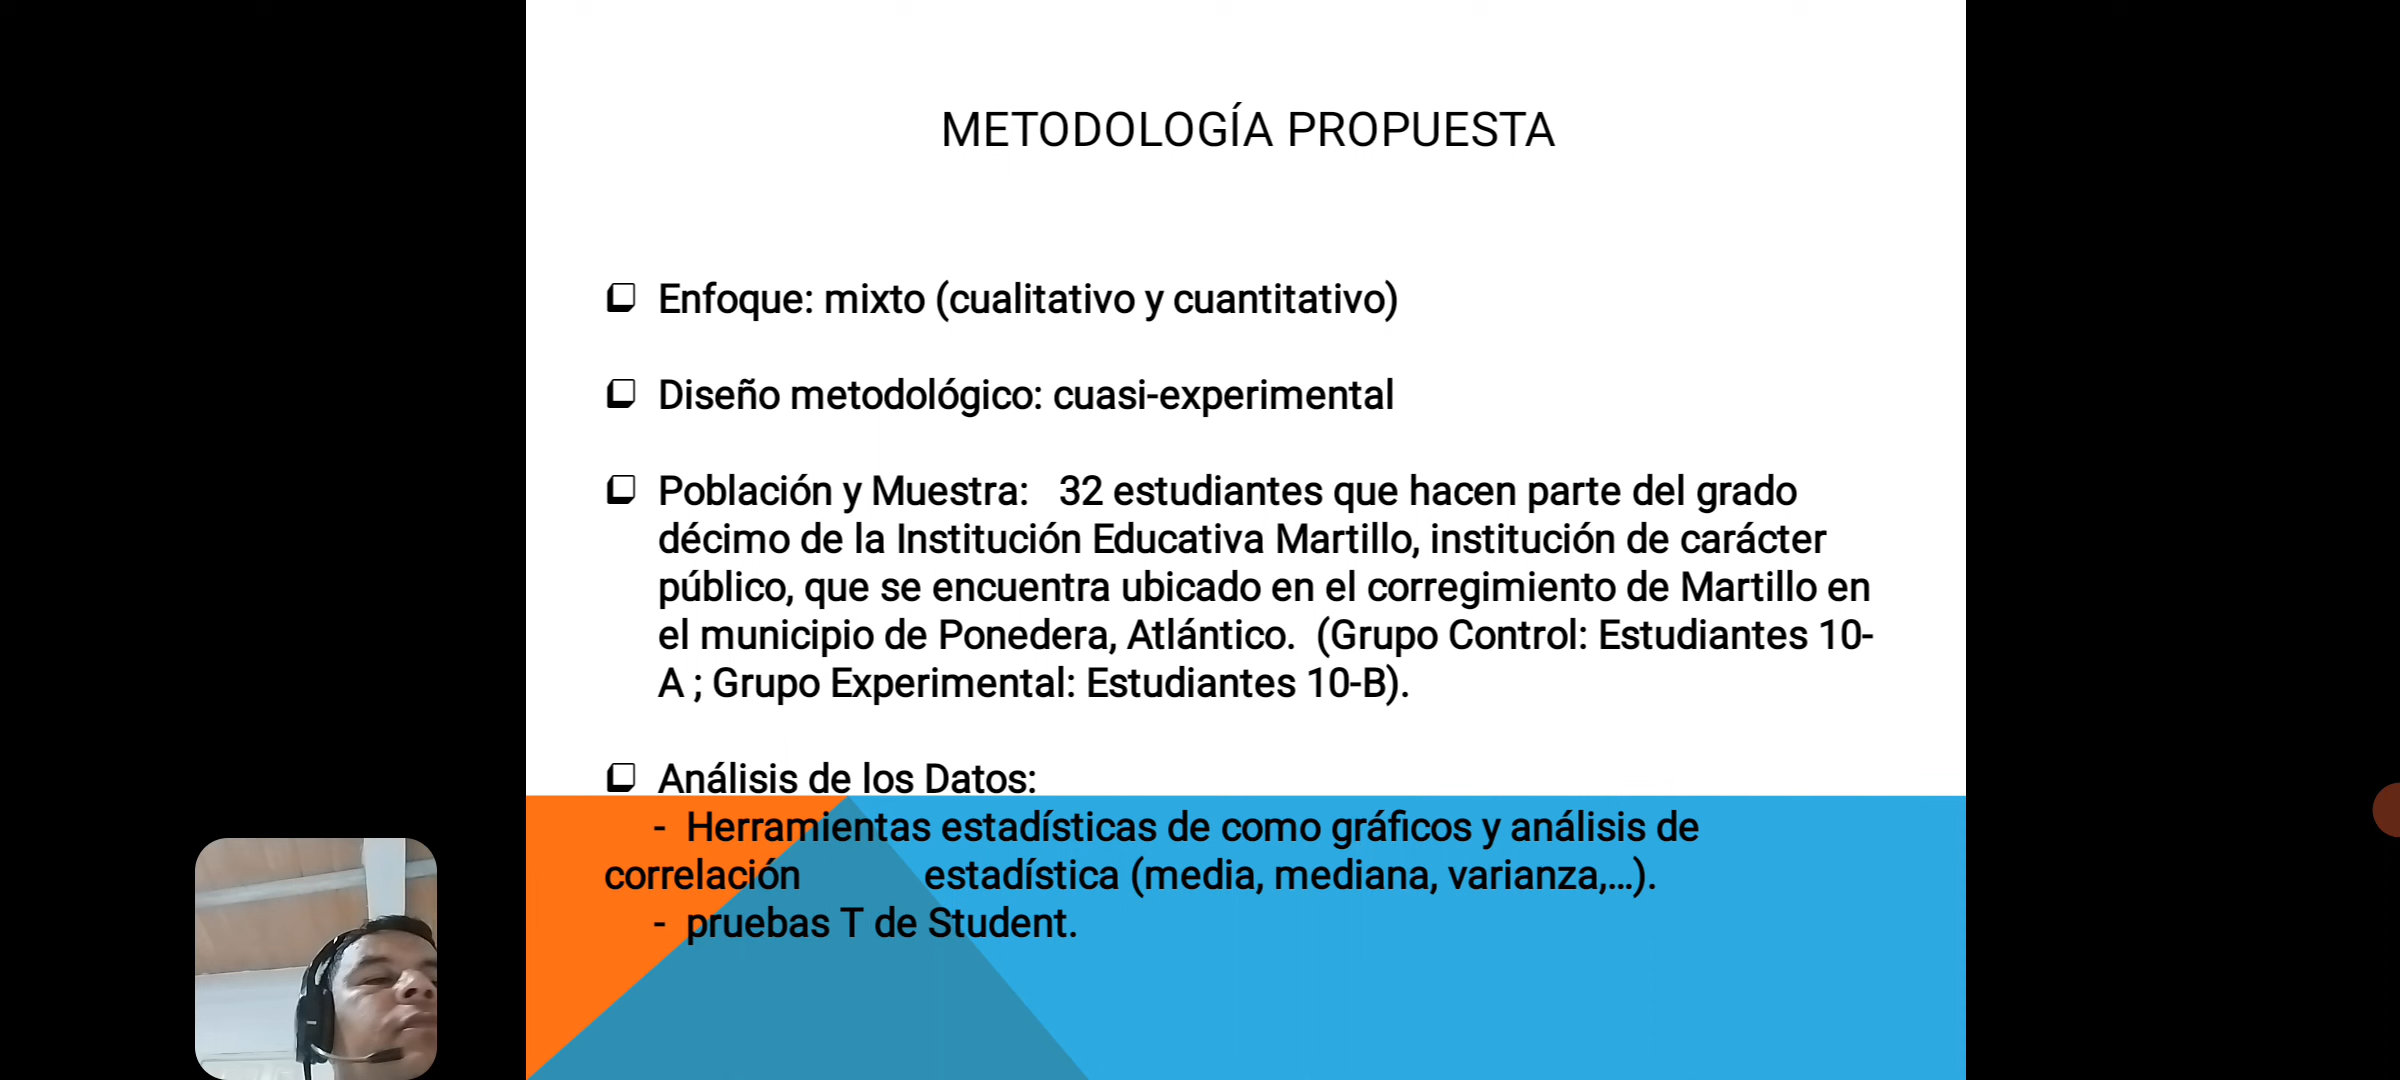 METODOLOGÍA PROPUESTA
Enfoque: mixto (cualitativo y cuantitativo)
Diseño metodológico: cuasi-experimental
Población y Muestra: 32 estudiantes que hacen parte del grado
décimo de la Institución Educativa Martillo, institución de carácter
público, que se encuentra ubicado en el corregimiento de Martillo en
el municipio de Ponedera, Atlántico. (Grupo Control: Estudiantes 10-
A ; Grupo Experimental: Estudiantes 10-B).
Análisis de los Datos:
- Herramientas estadísticas de como gráficos y análisis de
correlación estadística (media, mediana, varianza,...).
- pruebas T de Student.